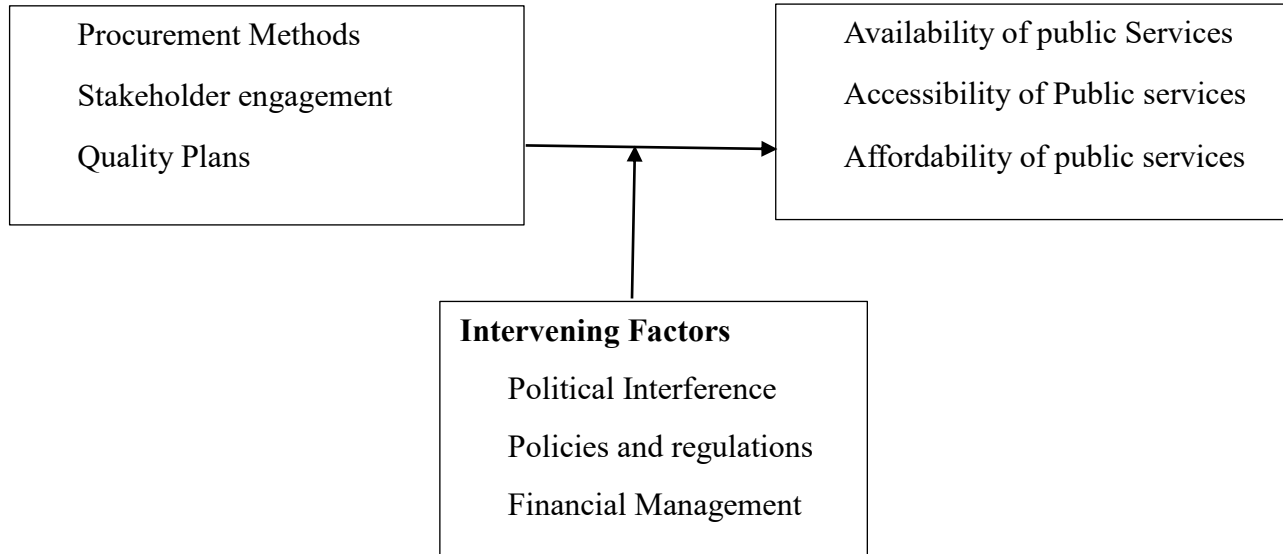 Procurement Methods
Stakeholder engagement
Quality Plans
Availability of public Services
Accessibility of Public services
Affordability of public services
Intervening Factors
Political Interference
Policies and regulations
Financial Management